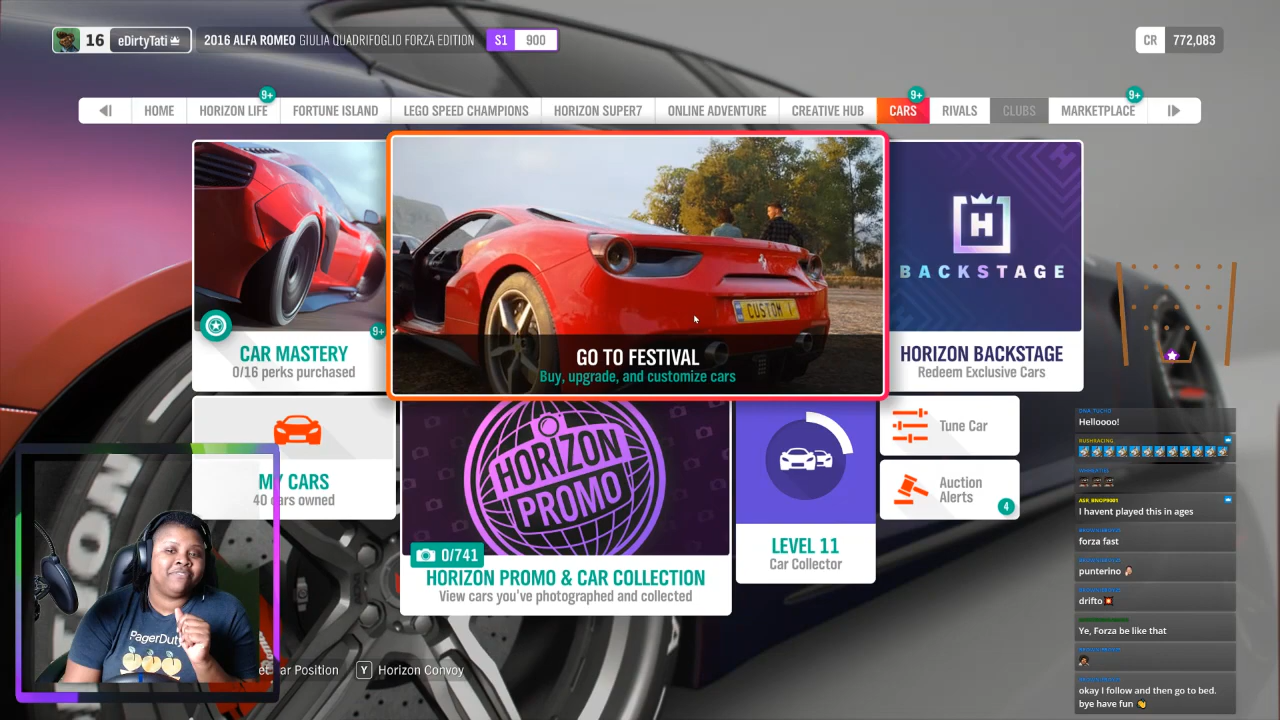 16 eDirtyTati 2016 ALFA ROMEO GIULIA QUADRIFOGLIO FORZA EDITION S1 900
CR 772,083
9+ 9+ 9+
HOME HORIZON LIFE FORTUNE ISLAND LEGO SPEED CHAMPIONS HORIZON SUPER7 ONLINE ADVENTURE CREATIVE HUB CARS RIVALS CLUBS MARKETPLACE
9+
CAR MASTERY
0/16 perks purchased
CUSTOM 1
GO TO FESTIVAL
Buy, upgrade, and customize cars
H
BACKSTAGE
HORIZON BACKSTAGE
Redeem Exclusive Cars
MY CARS
40 cars owned
HORIZON
PROMO
0/741
HORIZON PROMO & CAR COLLECTION
View cars you've photographed and collected
LEVEL 11
Car Collector
Tune Car
Auction
Alerts
4
PagerDuty
et ar Position Y Horizon Convoy
Helloooo!
RUSHRACING
I havent played this in ages
forza fast
punterino
drifto
Ye, Forza be like that
okay I follow and then go to bed.
bye have fun 👏